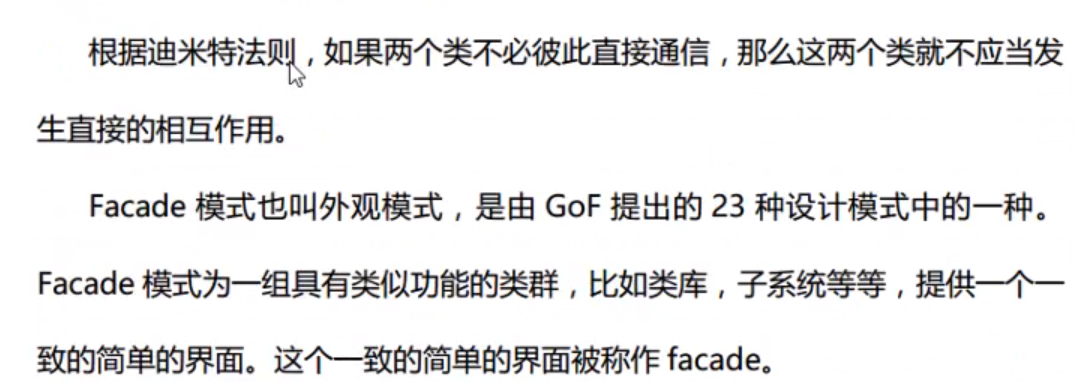 根据迪米特法则，如果两个类不必彼此直接通信，那么这两个类就不应当发
生直接的相互作用。
Facade 模式也叫外观模式，是由 GoF 提出的 23 种设计模式中的一种。
Facade 模式为一组具有类似功能的类群，比如类库，子系统等等，提供一个一
致的简单的界面。这个一致的简单的界面被称作 facade。